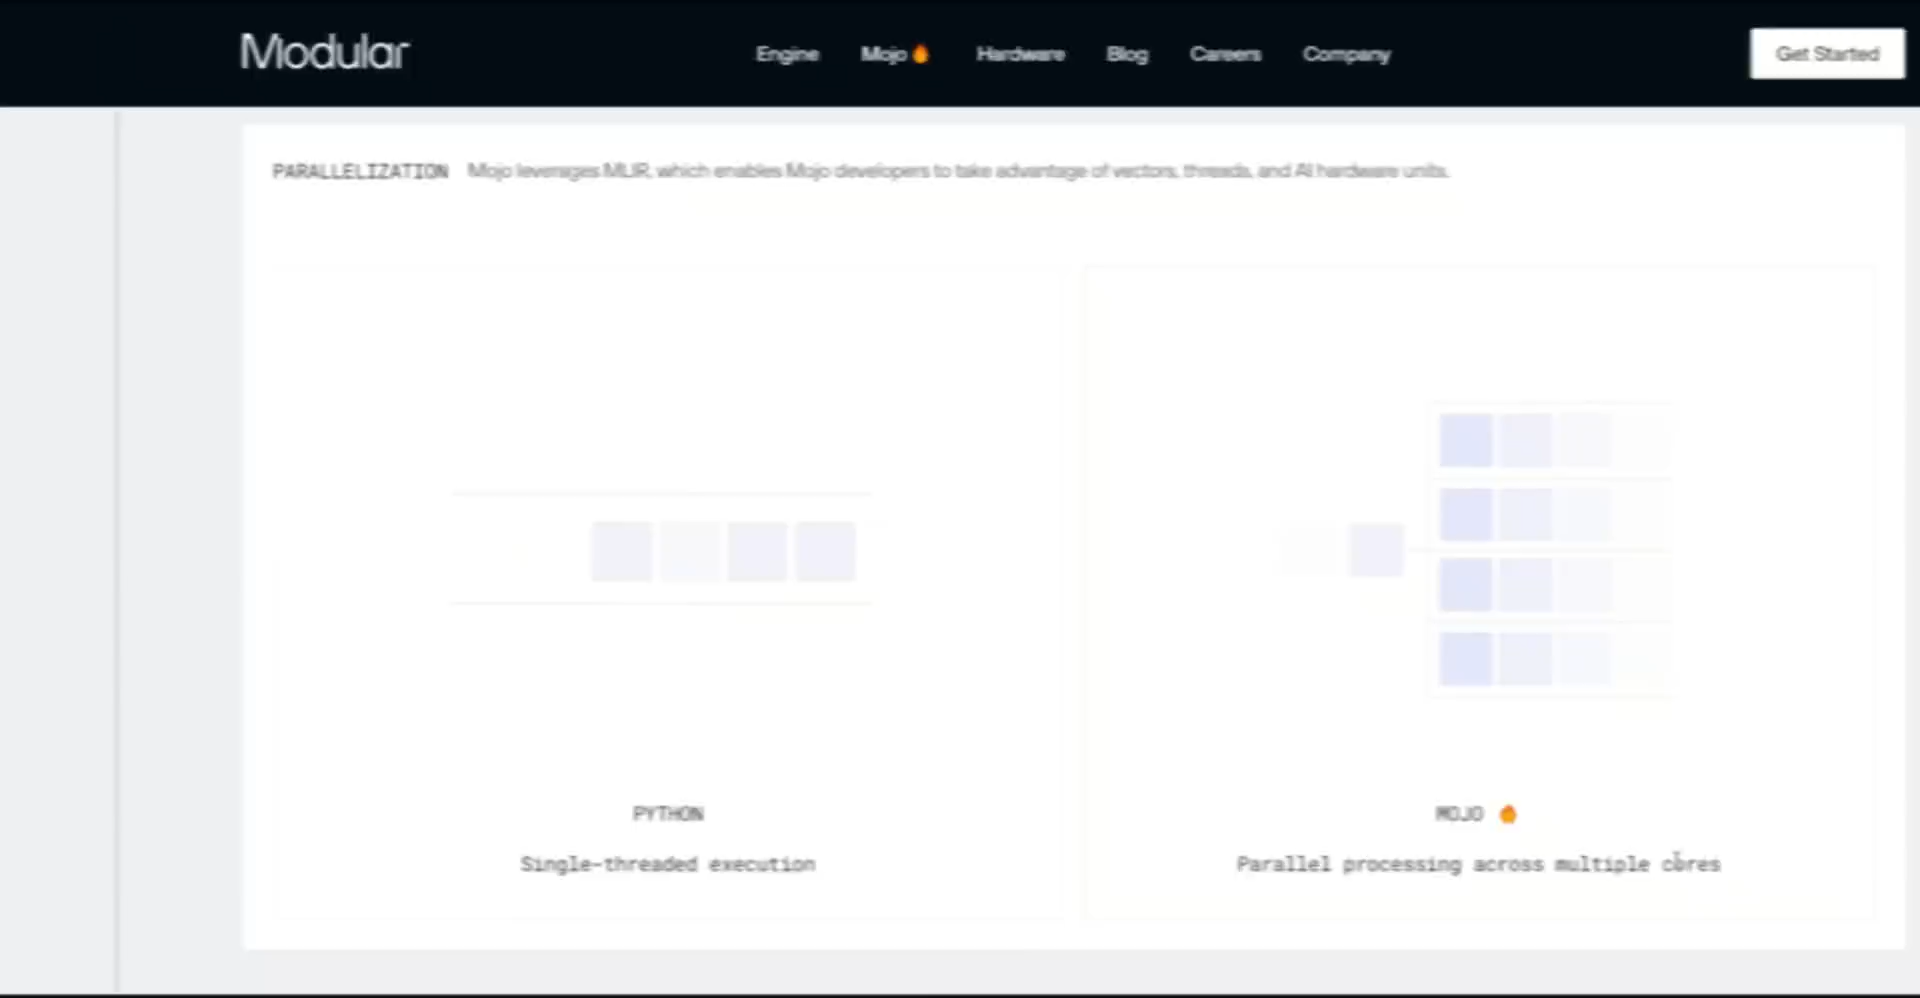 Modular
Engine Mojo🔥 Hardware Blog Careers Company
Get Started
PARALLELIZATION Mojo leverages MLIR, which enables Mojo developers to take advantage of vectors, threads, and AI hardware units.
PYTHON
Single-threaded execution
MOJO 🔥
Parallel processing across multiple cores